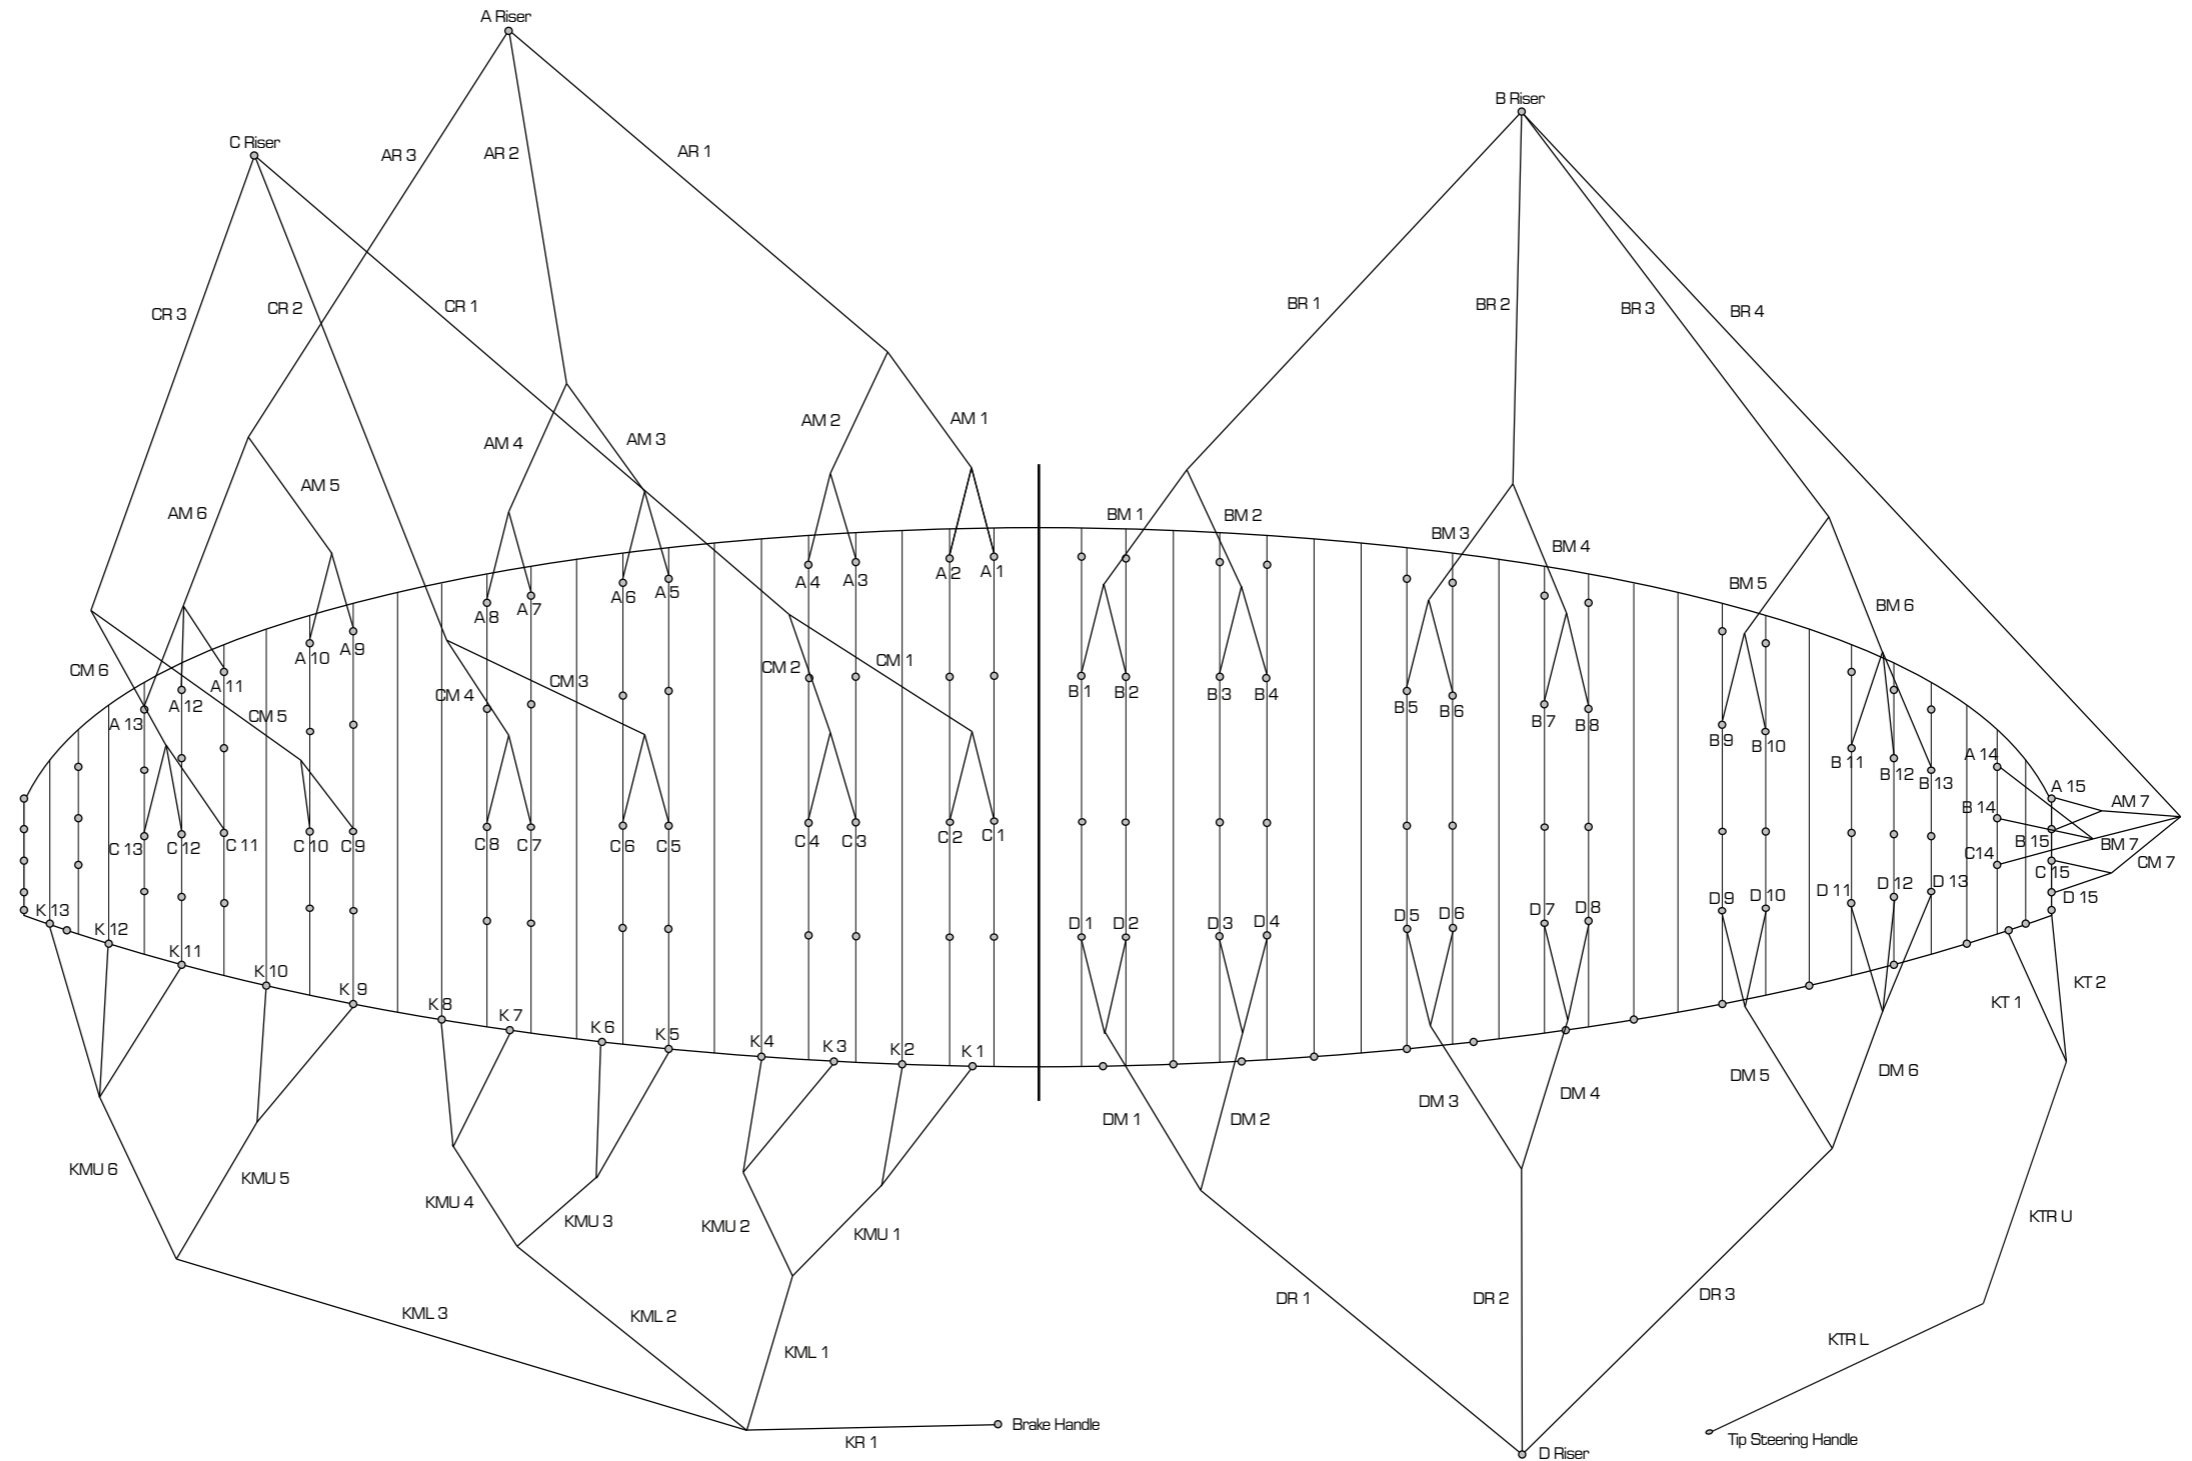 A Riser
B Riser
C Riser
AR 3
AR 2
AR 1
CR 3
CR 2
CR 1
BR 1
BR 2
BR 3
BR 4
AM 2
AM 1
AM 4
AM 3
AM 5
AM 6
BM 1
BM 2
BM 3
BM 4
BM 5
BM 6
A 4
A 3
A 2
A 1
A 8
A 7
A 6
A 5
A 10
A 9
A 11
A 12
A 13
CM 6
CM 5
CM 4
CM 3
CM 2
CM 1
B 1
B 2
B 3
B 4
B 5
B 6
B 7
B 8
B 9
B 10
B 11
B 12
B 13
A 14
A 15
AM 7
B 14
B 15
BM 7
C14
C 15
CM 7
D 15
C 13
C 12
C 11
C 10
C 9
C 8
C 7
C 6
C 5
C 4
C 3
C 2
C 1
D 1
D 2
D 3
D 4
D 5
D 6
D 7
D 8
D 9
D 10
D 11
D 12
D 13
K 13
K 12
K 11
K 10
K 9
K 8
K 7
K 6
K 5
K 4
K 3
K 2
K 1
KT 1
KT 2
DM 1
DM 2
DM 3
DM 4
DM 5
DM 6
KMU 6
KMU 5
KMU 4
KMU 3
KMU 2
KMU 1
KTR U
KML 3
KML 2
KML 1
DR 1
DR 2
DR 3
KTR L
KR 1
Brake Handle
D Riser
Tip Steering Handle